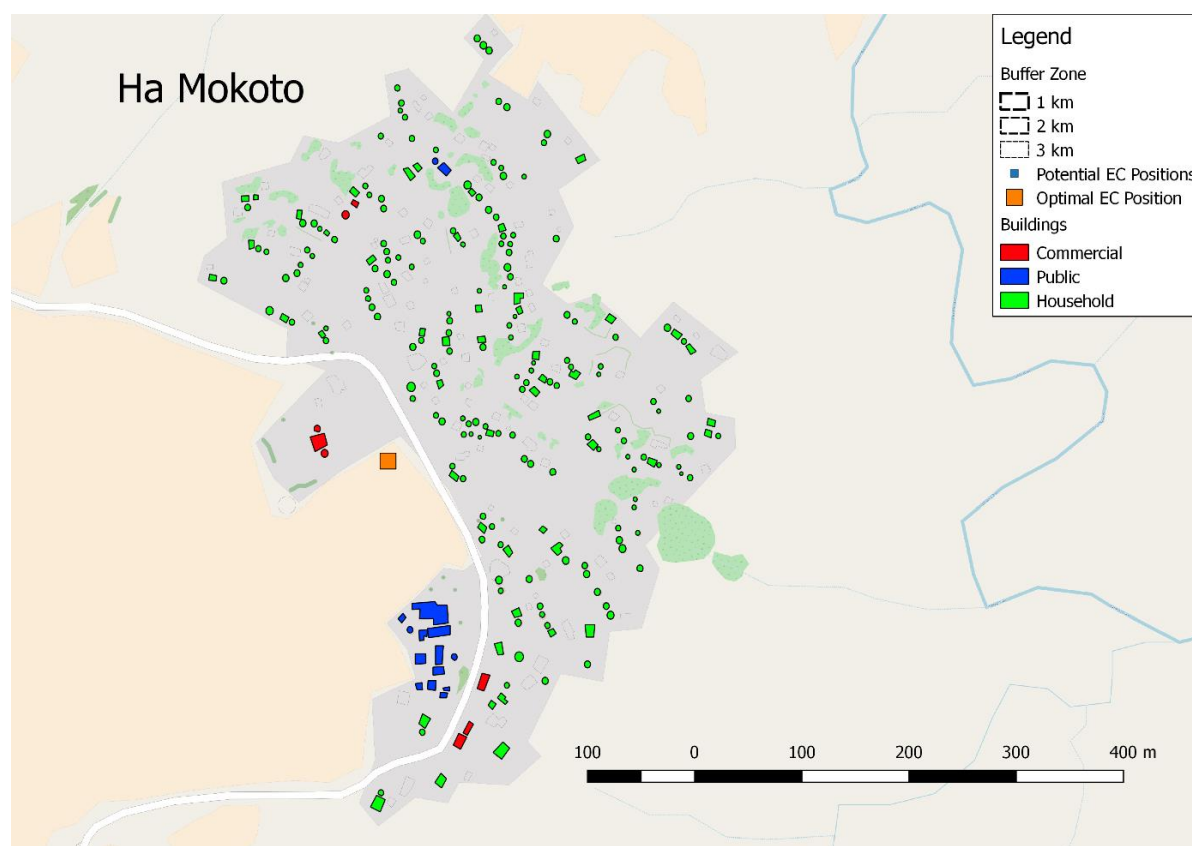 Ha Mokoto
Legend
Buffer Zone
1 km
2 km
3 km
Potential EC Positions
Optimal EC Position
Buildings
Commercial
Public
Household
100 0 100 200 300 400 m